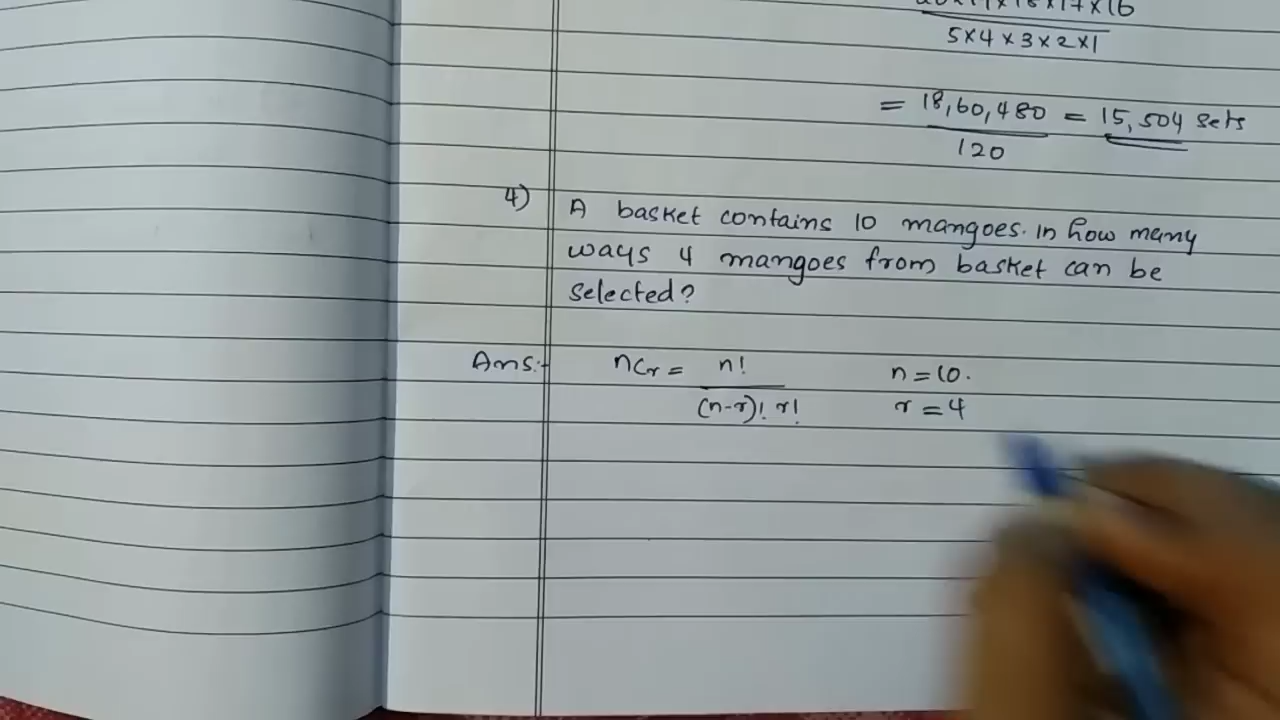 5×4×3×2×1
= 18,60,480 = 15,504 sets
120
4) A basket contains 10 mangoes. in how many
ways 4 mangoes from basket can be
selected?
Ans:- nCr = n! n = 10.
(n-r)! r! r = 4